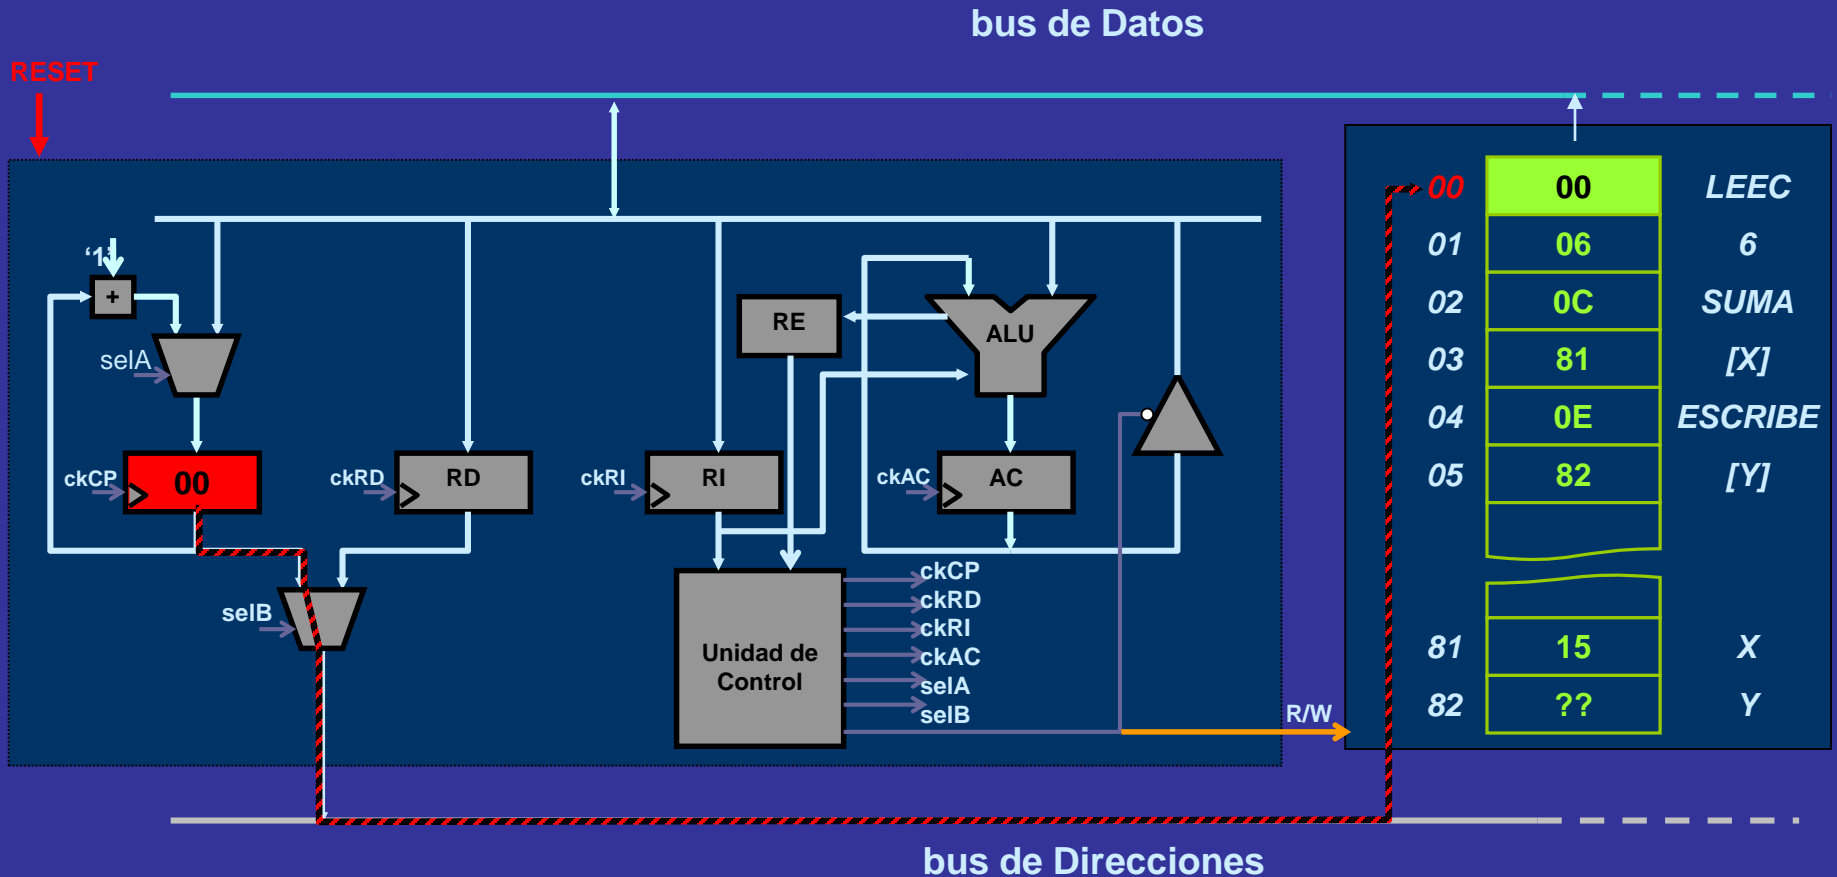 bus de Datos
RESET
00 00 LEEC
01 06 6
02 0C SUMA
03 81 [X]
04 0E ESCRIBE
05 82 [Y]
81 15 X
82 ?? Y
‘1’
+
selA
RE
ALU
ckCP
00
ckRD
RD
ckRI
RI
ckAC
AC
selB
Unidad de
Control
ckCP
ckRD
ckRI
ckAC
selA
selB
R/W
bus de Direcciones